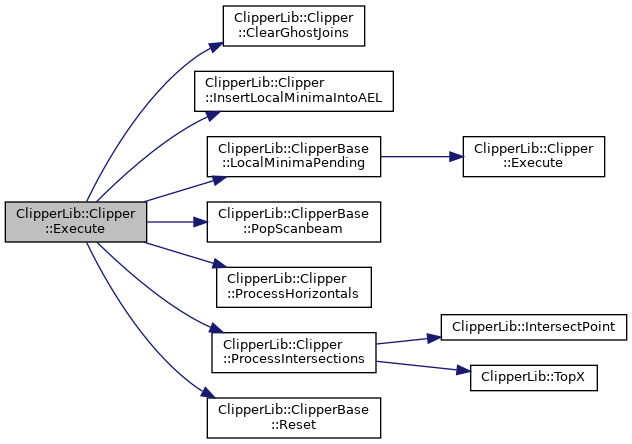 ClipperLib::Clipper
::Execute
ClipperLib::Clipper
::ClearGhostJoins
ClipperLib::Clipper
::InsertLocalMinimaIntoAEL
ClipperLib::ClipperBase
::LocalMinimaPending
ClipperLib::Clipper
::Execute
ClipperLib::ClipperBase
::PopScanbeam
ClipperLib::Clipper
::ProcessHorizontals
ClipperLib::Clipper
::ProcessIntersections
ClipperLib::IntersectPoint
ClipperLib::TopX
ClipperLib::ClipperBase
::Reset